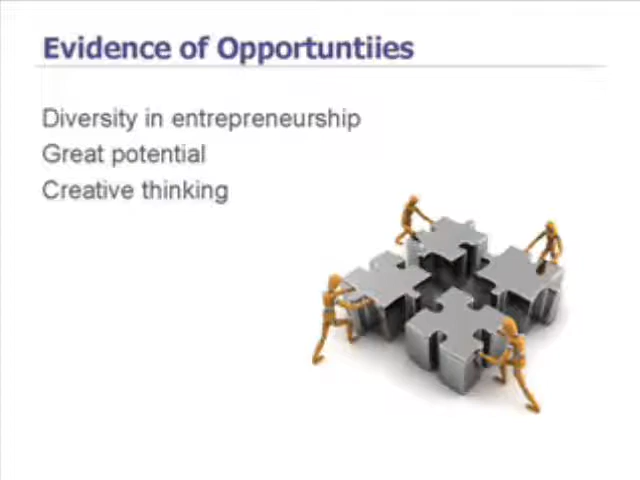 Evidence of Opportuntiies
Diversity in entrepreneurship
Great potential
Creative thinking